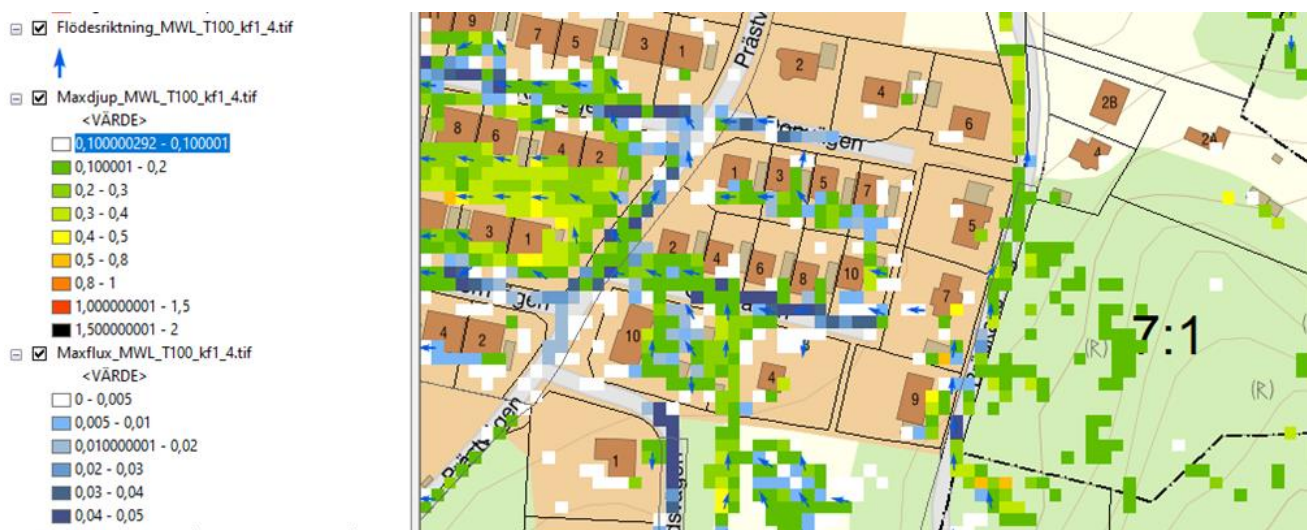 Flödesriktning_MWL_T100_kf1_4.tif
Maxdjup_MWL_T100_kf1_4.tif
<VÄRDE>
0,100000292 - 0,100001
0,100001 - 0,2
0,2 - 0,3
0,3 - 0,4
0,4 - 0,5
0,5 - 0,8
0,8 - 1
1,000000001 - 1,5
1,500000001 - 2
Maxflux_MWL_T100_kf1_4.tif
<VÄRDE>
0 - 0,005
0,005 - 0,01
0,010000001 - 0,02
0,02 - 0,03
0,03 - 0,04
0,04 - 0,05
9
7
5
3
1
2
4
6
2B
2A
4
8
6
4
2
1
3
5
7
5
3
1
2
4
6
8
10
7
7:1
(R)
(R)
4
2
10
4
9
1